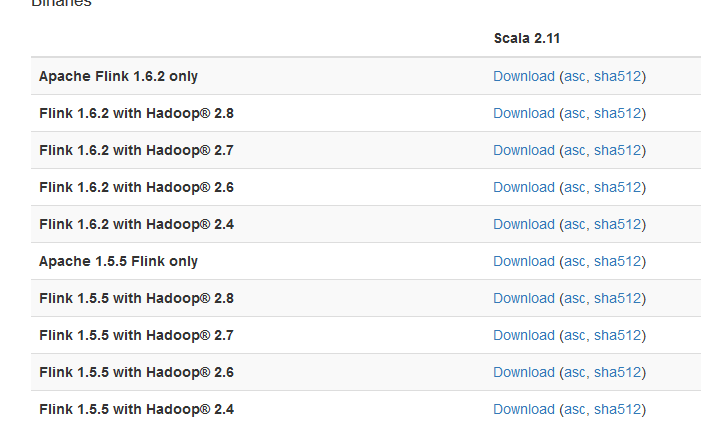 Binaries
Scala 2.11
Apache Flink 1.6.2 only Download (asc, sha512)
Flink 1.6.2 with Hadoop® 2.8 Download (asc, sha512)
Flink 1.6.2 with Hadoop® 2.7 Download (asc, sha512)
Flink 1.6.2 with Hadoop® 2.6 Download (asc, sha512)
Flink 1.6.2 with Hadoop® 2.4 Download (asc, sha512)
Apache 1.5.5 Flink only Download (asc, sha512)
Flink 1.5.5 with Hadoop® 2.8 Download (asc, sha512)
Flink 1.5.5 with Hadoop® 2.7 Download (asc, sha512)
Flink 1.5.5 with Hadoop® 2.6 Download (asc, sha512)
Flink 1.5.5 with Hadoop® 2.4 Download (asc, sha512)